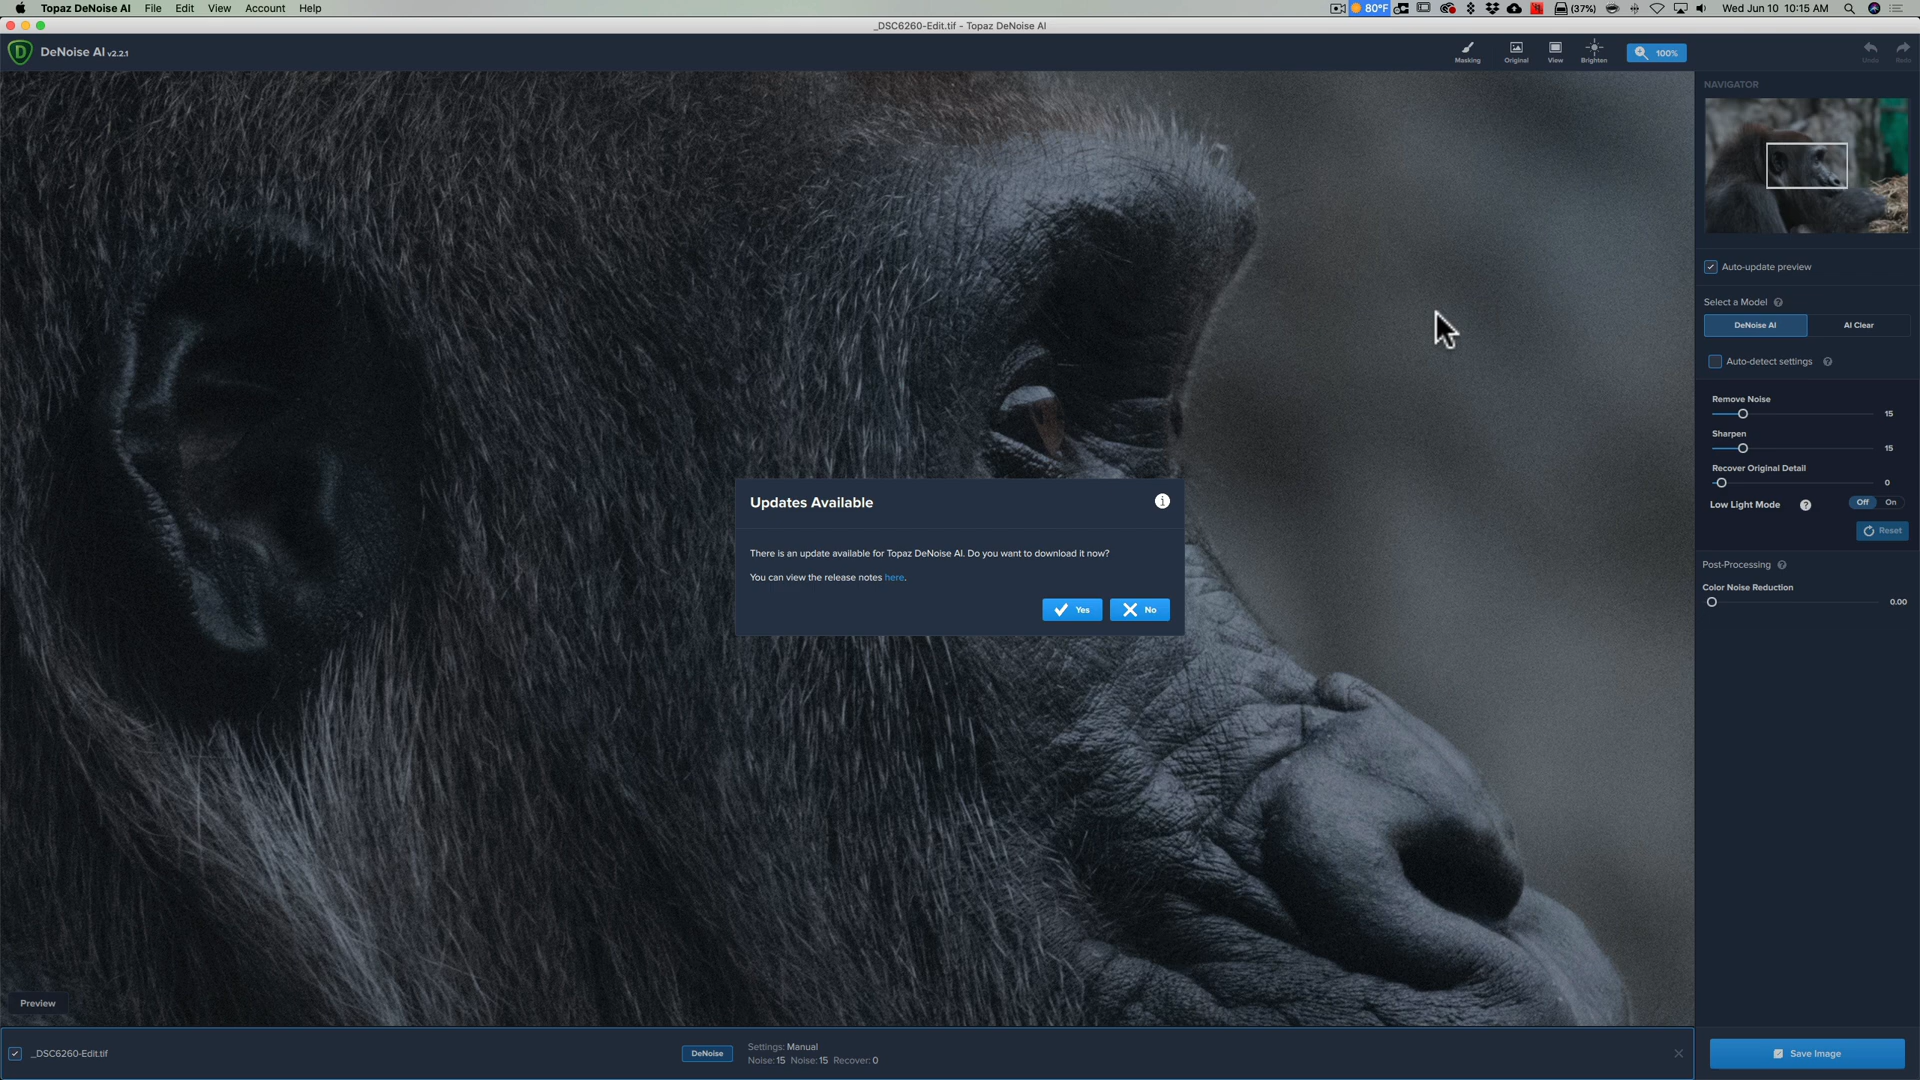 Topaz DeNoise AI File Edit View Account Help
80°F (37%) Wed Jun 10 10:15 AM
_DSC6260-Edit.tif - Topaz DeNoise AI
DeNoise AI v2.2.1
Masking Original View Brighten 100% Undo Redo
NAVIGATOR
Auto-update preview
Select a Model
DeNoise AI AI Clear
Auto-detect settings
Remove Noise
15
Sharpen
15
Recover Original Detail
0
Low Light Mode Off On
Reset
Post-Processing
Color Noise Reduction
0.00
Updates Available
There is an update available for Topaz DeNoise AI. Do you want to download it now?
You can view the release notes here.
Yes No
Preview
_DSC6260-Edit.tif
DeNoise
Settings: Manual
Noise: 15 Noise: 15 Recover: 0
Save Image